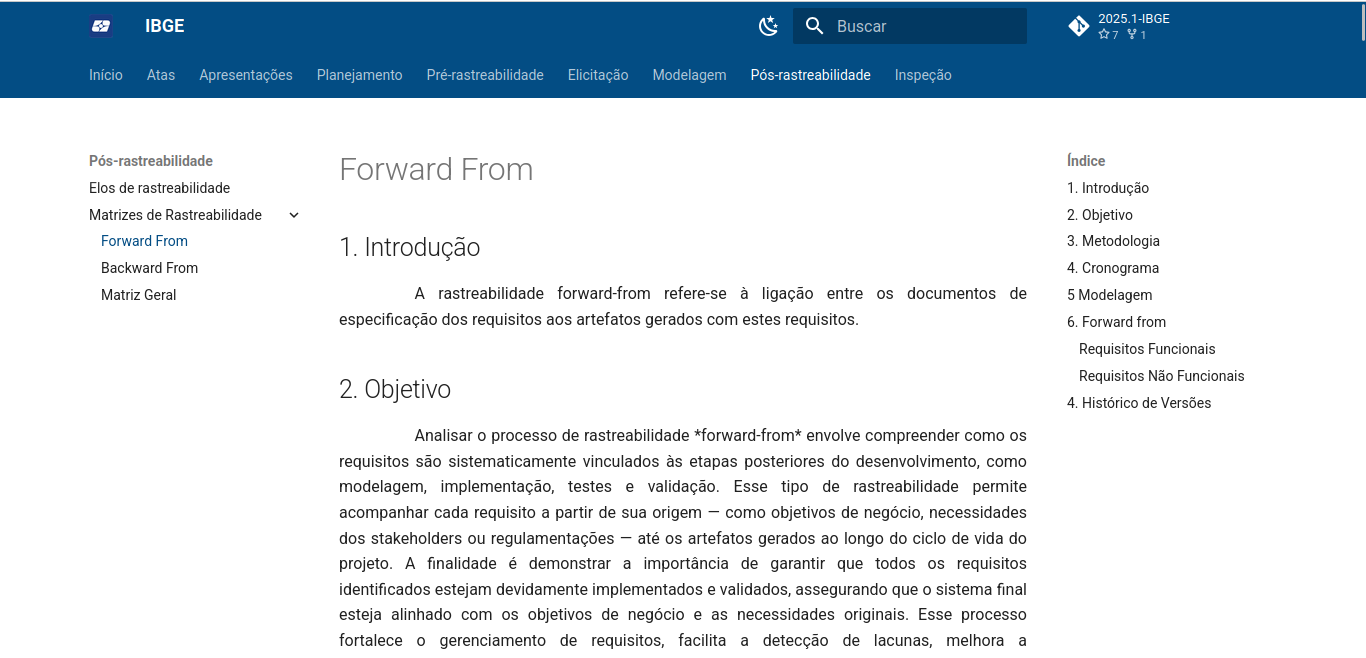 IBGE
Buscar
2025.1-IBGE
7 1
Início Atas Apresentações Planejamento Pré-rastreabilidade Elicitação Modelagem Pós-rastreabilidade Inspeção
Pós-rastreabilidade
Elos de rastreabilidade
Matrizes de Rastreabilidade
Forward From
Backward From
Matriz Geral
Forward From
1. Introdução
A rastreabilidade forward-from refere-se à ligação entre os documentos de
especificação dos requisitos aos artefatos gerados com estes requisitos.
2. Objetivo
Analisar o processo de rastreabilidade *forward-from* envolve compreender como os
requisitos são sistematicamente vinculados às etapas posteriores do desenvolvimento, como
modelagem, implementação, testes e validação. Esse tipo de rastreabilidade permite
acompanhar cada requisito a partir de sua origem — como objetivos de negócio, necessidades
dos stakeholders ou regulamentações — até os artefatos gerados ao longo do ciclo de vida do
projeto. A finalidade é demonstrar a importância de garantir que todos os requisitos
identificados estejam devidamente implementados e validados, assegurando que o sistema final
esteja alinhado com os objetivos de negócio e as necessidades originais. Esse processo
fortalece o gerenciamento de requisitos, facilita a detecção de lacunas, melhora a
Índice
1. Introdução
2. Objetivo
3. Metodologia
4. Cronograma
5 Modelagem
6. Forward from
Requisitos Funcionais
Requisitos Não Funcionais
4. Histórico de Versões